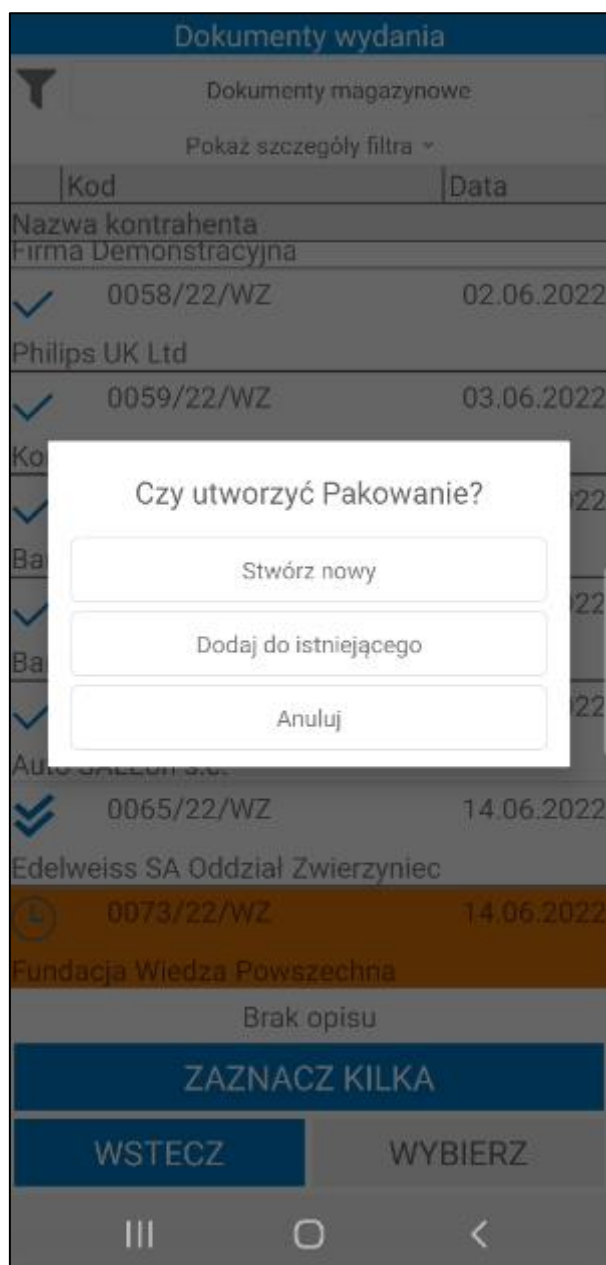 Dokumenty wydania
Dokumenty magazynowe
Pokaż szczegóły filtra
Kod Data
Nazwa kontrahenta
Firma Demonstracyjna
0058/22/WZ 02.06.2022
Philips UK Ltd
0059/22/WZ 03.06.2022
Czy utworzyć Pakowanie?
Stwórz nowy
Dodaj do istniejącego
Anuluj
0065/22/WZ 14.06.2022
Edelweiss SA Oddział Zwierzyniec
0073/22/WZ 14.06.2022
Fundacja Wiedza Powszechna
Brak opisu
ZAZNACZ KILKA
WSTECZ WYBIERZ